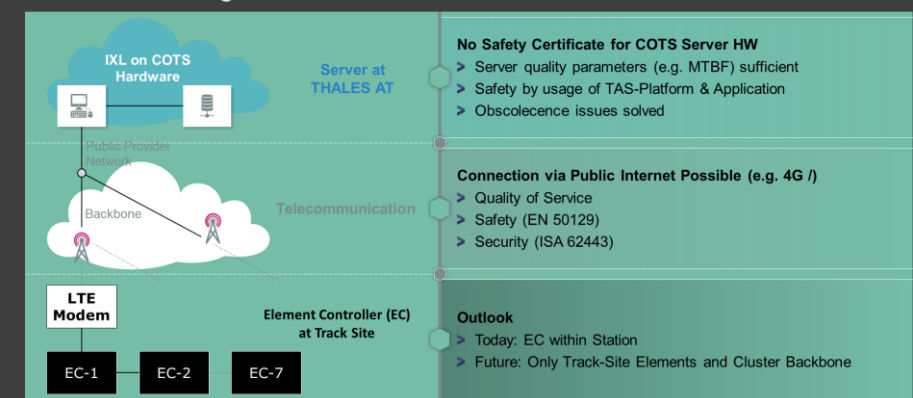 IXL on COTS
Hardware
Server at
THALES AT
No Safety Certificate for COTS Server HW
> Server quality parameters (e.g. MTBF) sufficient
> Safety by usage of TAS-Platform & Application
> Obscolecence issues solved
Public Provider
Network
Backbone
Telecommunication
Connection via Public Internet Possible (e.g. 4G /)
> Quality of Service
> Safety (EN 50129)
> Security (ISA 62443)
LTE
Modem
EC-1
EC-2
EC-7
Element Controller (EC)
at Track Site
Outlook
> Today: EC within Station
> Future: Only Track-Site Elements and Cluster Backbone